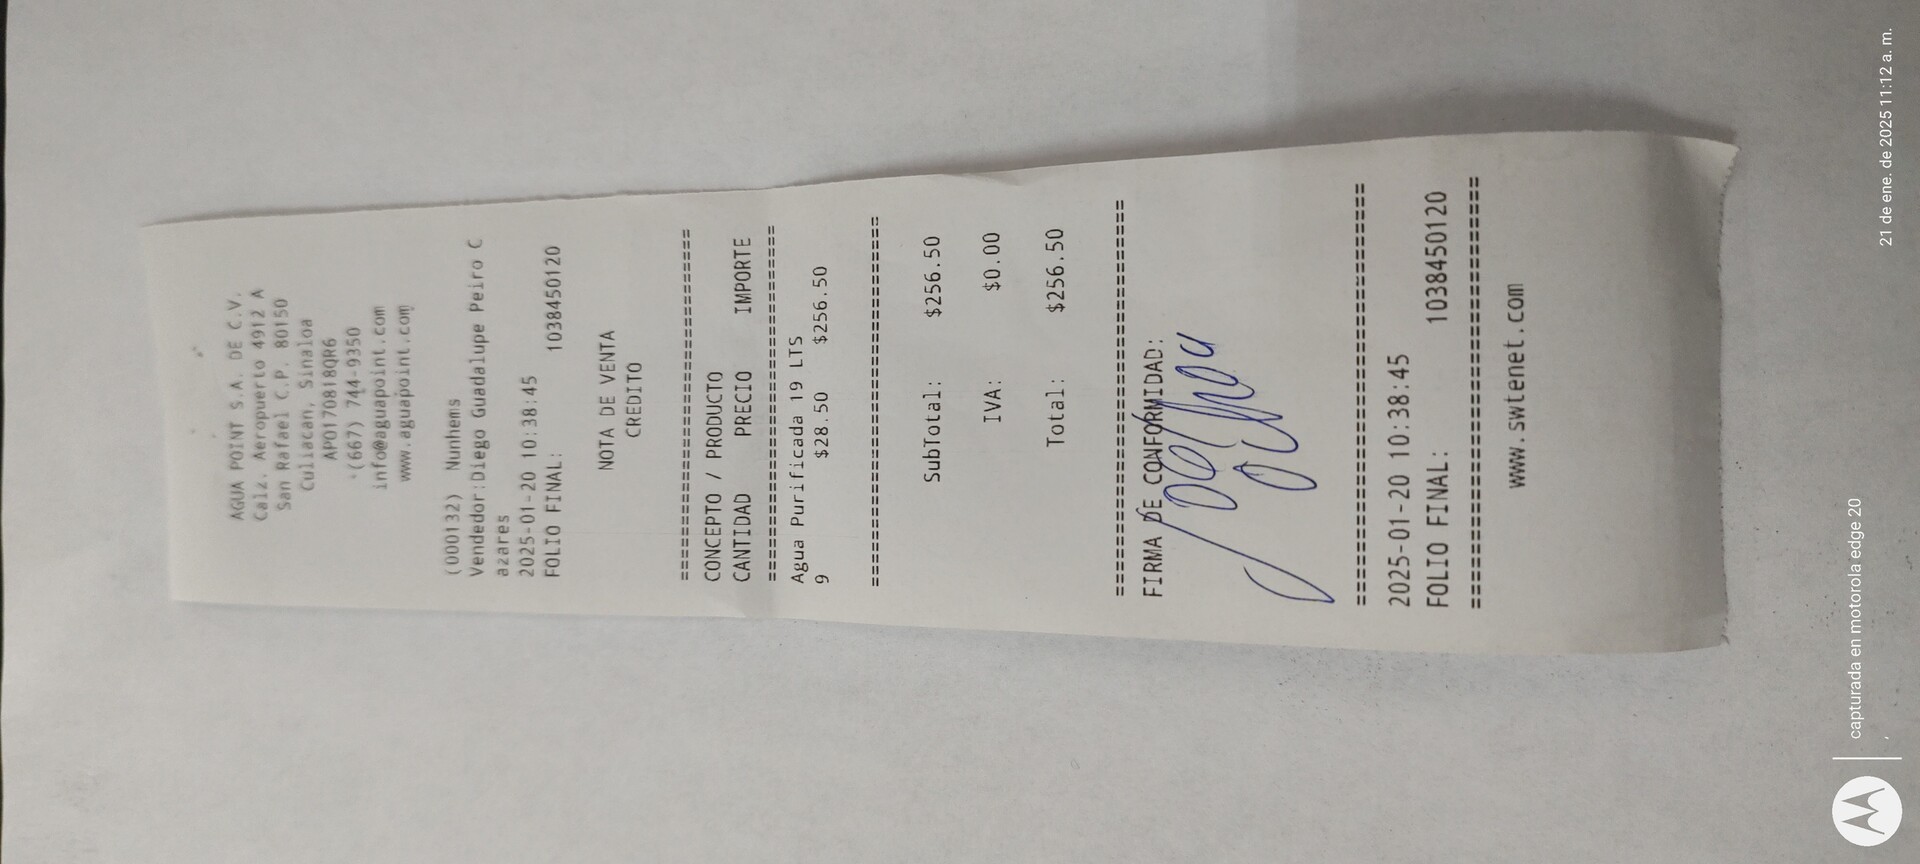 AGUA POINT S.A. DE C.V.
Calz. Aeropuerto 4912 A
San Rafael C.P. 80150
Culiacan, Sinaloa
APO170818QR6
(667) 744-9350
info@aguapoint.com
www.aguapoint.com
(000132) Nunhems
Vendedor:Diego Guadalupe Peiro C
azares
2025-01-20 10:38:45
FOLIO FINAL: 1038450120
NOTA DE VENTA
CREDITO
================================
CONCEPTO / PRODUCTO
CANTIDAD PRECIO IMPORTE
================================
Agua Purificada 19 LTS
9 $28.50 $256.50
================================
SubTotal: $256.50
IVA: $0.00
Total: $256.50
================================
FIRMA DE CONFORMIDAD:
================================
2025-01-20 10:38:45
FOLIO FINAL: 1038450120
================================
www.swtenet.com
capturada en motorola edge 20
21 de ene. de 2025 11:12 a. m.